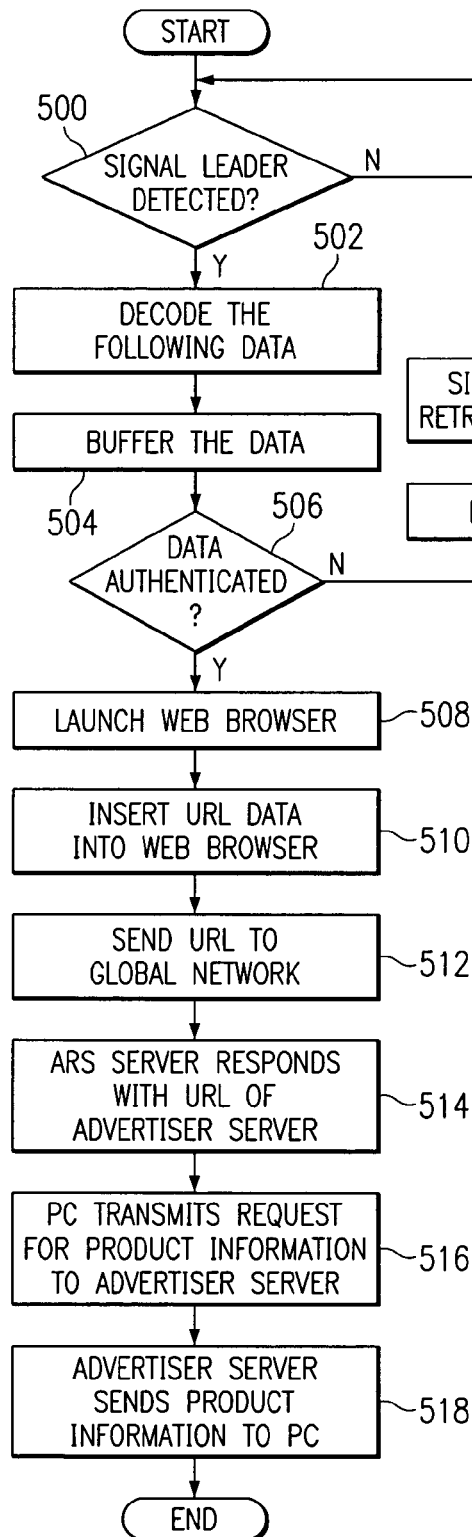 START
500
SIGNAL LEADER
DETECTED?
N
Y
502
DECODE THE
FOLLOWING DATA
BUFFER THE DATA
504
506
DATA
AUTHENTICATED
?
N
Y
LAUNCH WEB BROWSER
508
INSERT URL DATA
INTO WEB BROWSER
510
SEND URL TO
GLOBAL NETWORK
512
ARS SERVER RESPONDS
WITH URL OF
ADVERTISER SERVER
514
PC TRANSMITS REQUEST
FOR PRODUCT INFORMATION
TO ADVERTISER SERVER
516
ADVERTISER SERVER
SENDS PRODUCT
INFORMATION TO PC
518
END